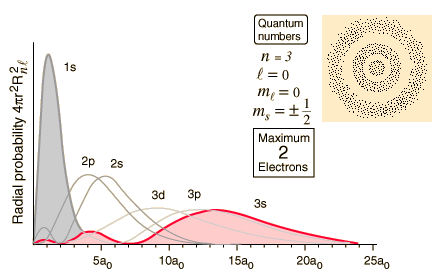 Quantum
numbers
n = 3
ℓ = 0
mℓ = 0
ms = ± 1/2
Maximum
2
Electrons
Radial probability 4πr²R²nℓ
1s
2p
2s
3d
3p
3s
5a₀
10a₀
15a₀
20a₀
25a₀